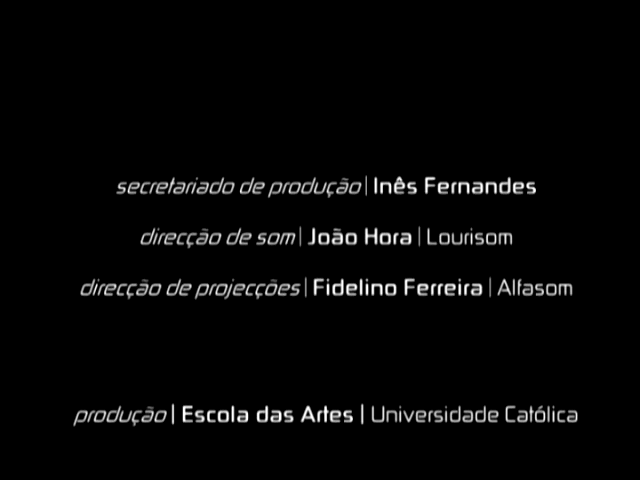 secretariado de produção | Inês Fernandes
direcção de som | João Hora | Lourisom
direcção de projecções | Fidelino Ferreira | Alfasom
produção | Escola das Artes | Universidade Católica